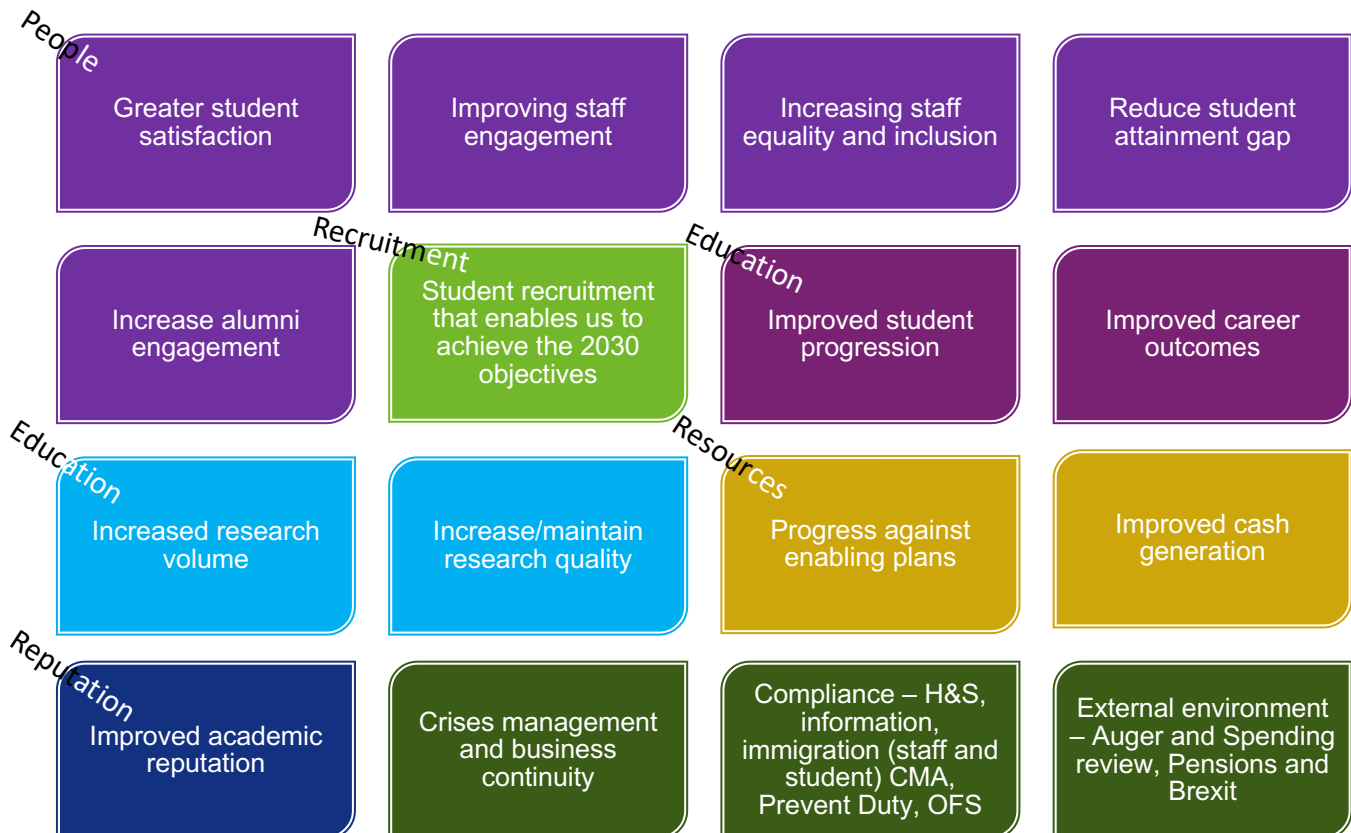 People
Greater student
satisfaction
Improving staff
engagement
Increasing staff
equality and inclusion
Reduce student
attainment gap
Increase alumni
engagement
Recruitment
Student recruitment
that enables us to
achieve the 2030
objectives
Education
Improved student
progression
Improved career
outcomes
Education
Increased research
volume
Increase/maintain
research quality
Resources
Progress against
enabling plans
Improved cash
generation
Reputation
Improved academic
reputation
Crises management
and business
continuity
Compliance – H&S,
information,
immigration (staff and
student) CMA,
Prevent Duty, OFS
External environment
– Auger and Spending
review, Pensions and
Brexit